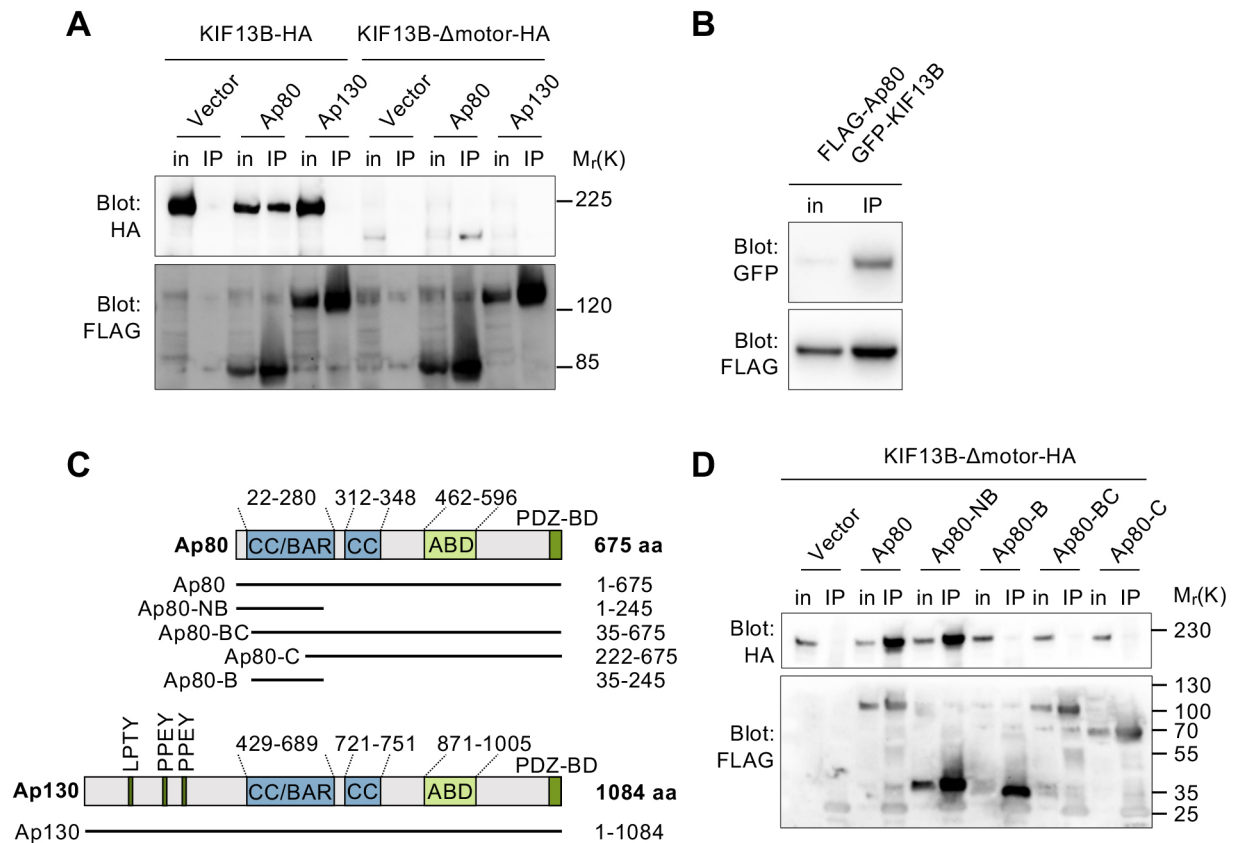 A
KIF13B-HA KIF13B-Δmotor-HA
Vector Ap80 Ap130 Vector Ap80 Ap130
in IP in IP in IP in IP in IP in IP Mr(K)
Blot:
HA
225
Blot:
FLAG
120
85
B
FLAG-Ap80
GFP-KIF13B
in IP
Blot:
GFP
Blot:
FLAG
C
22-280 312-348 462-596
PDZ-BD
Ap80 CC/BAR CC ABD 675 aa
Ap80 1-675
Ap80-NB 1-245
Ap80-BC 35-675
Ap80-C 222-675
Ap80-B 35-245
LPTY PPEY PPEY
429-689 721-751 871-1005
PDZ-BD
Ap130 CC/BAR CC ABD 1084 aa
Ap130 1-1084
D
KIF13B-Δmotor-HA
Vector Ap80 Ap80-NB Ap80-B Ap80-BC Ap80-C
in IP in IP in IP in IP in IP in IP Mr(K)
Blot:
HA
230
Blot:
FLAG
130
100
70
55
35
25